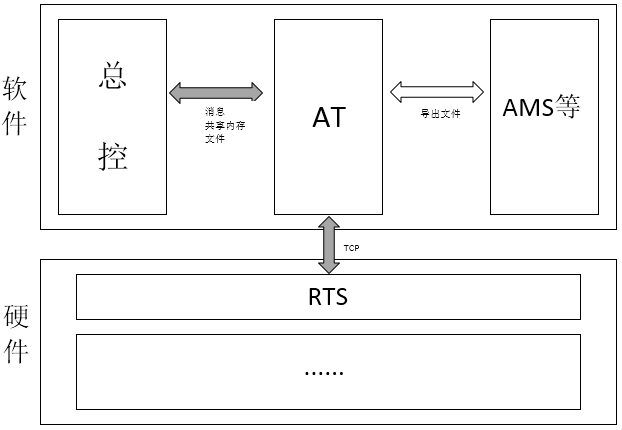 软件
总控
消息
共享内存
文件
AT
导出文件
AMS等
TCP
硬件
RTS
......